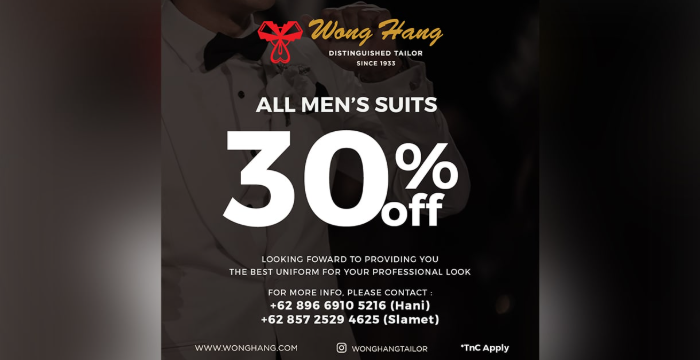 Wong Hang
DISTINGUISHED TAILOR
SINCE 1933
ALL MEN'S SUITS
30%
off
LOOKING FOWARD TO PROVIDING YOU
THE BEST UNIFORM FOR YOUR PROFESSIONAL LOOK
FOR MORE INFO, PLEASE CONTACT :
+62 896 6910 5216 (Hani)
+62 857 2529 4625 (Slamet)
WWW.WONGHANG.COM WONGHANGTAILOR *TnC Apply